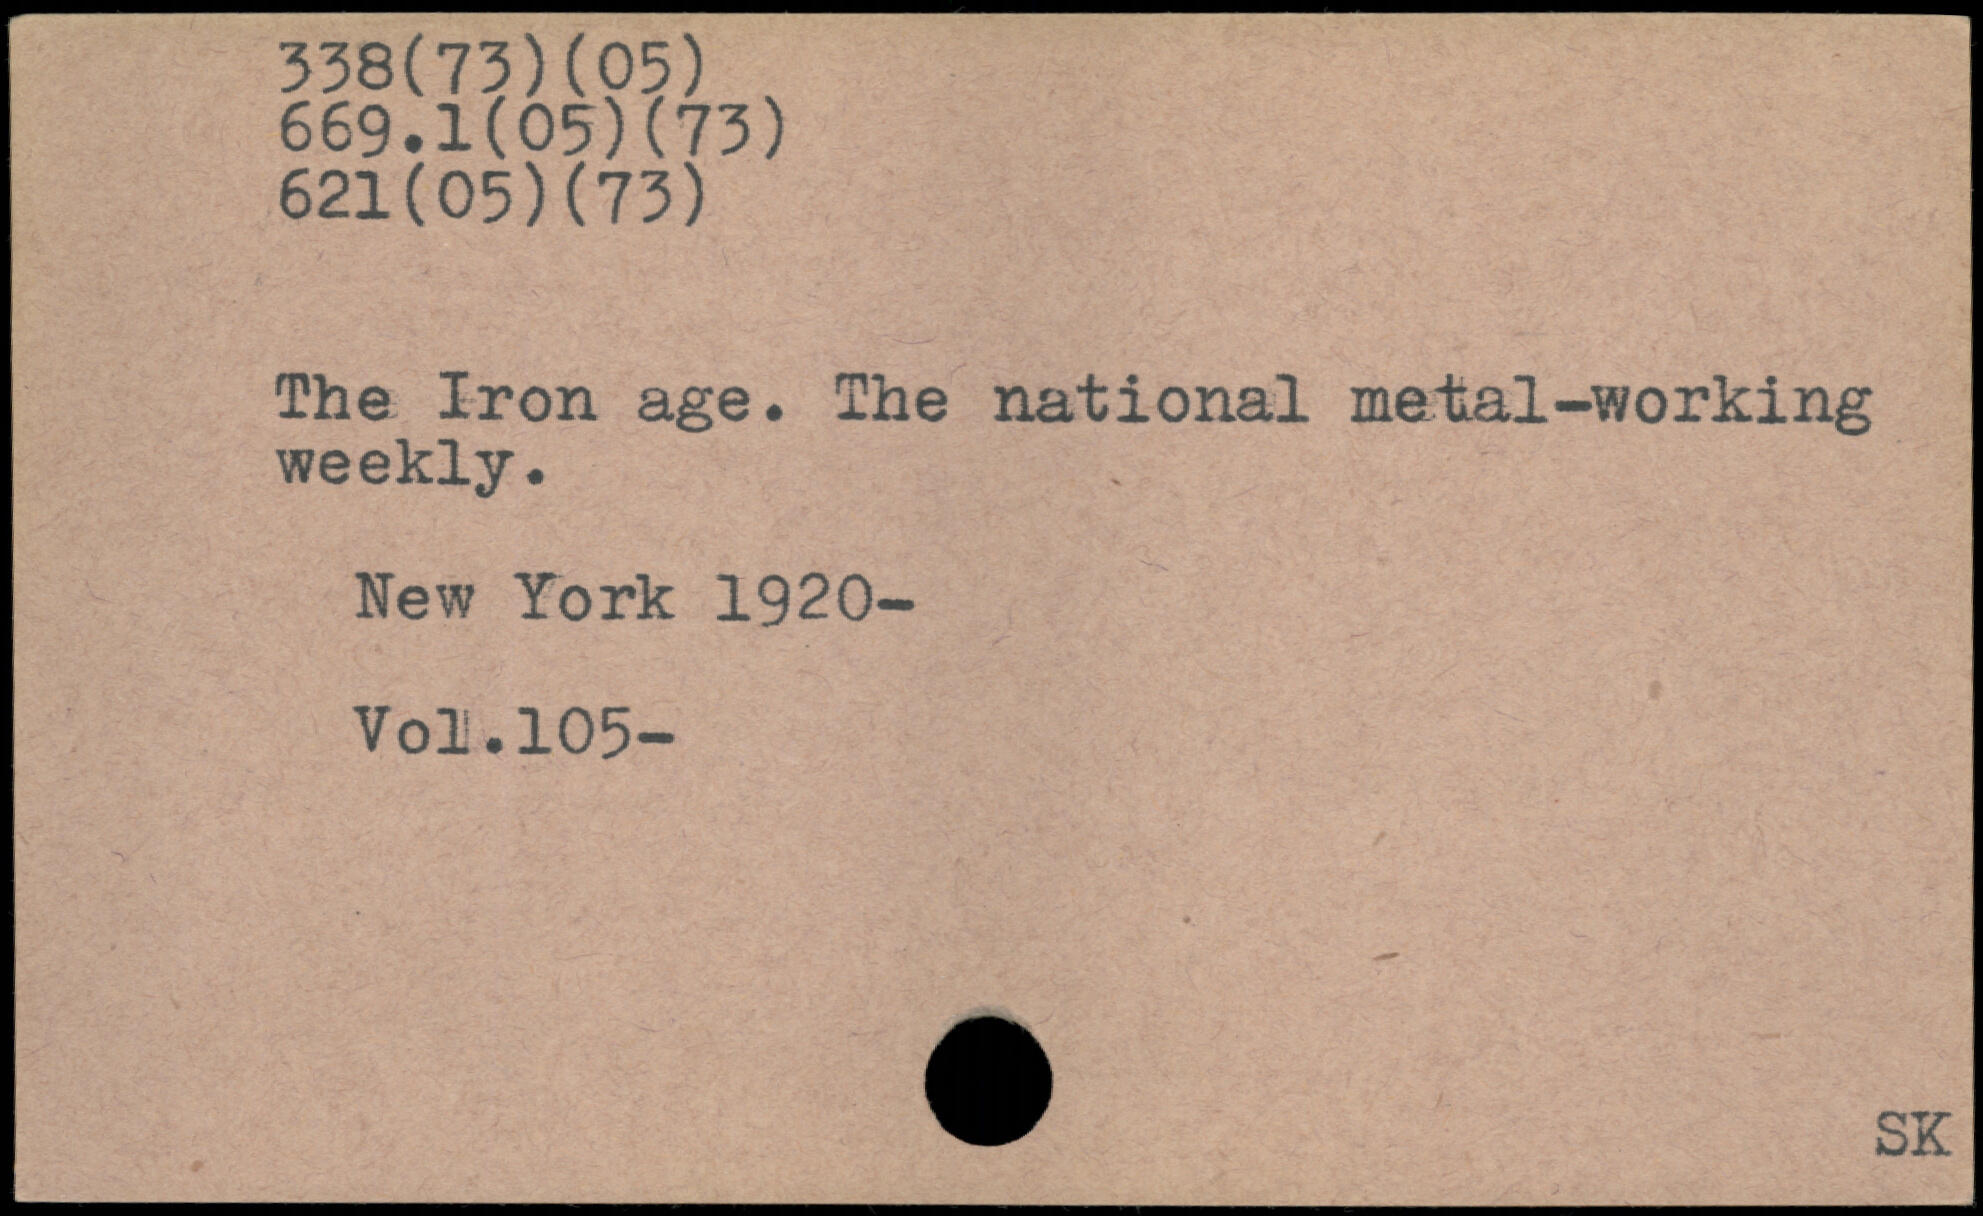 338(73)(05)
669.1(05)(73)
621(05)(73)
The Iron age. The national metal-working
weekly.
New York 1920-
Vol.105-
SK